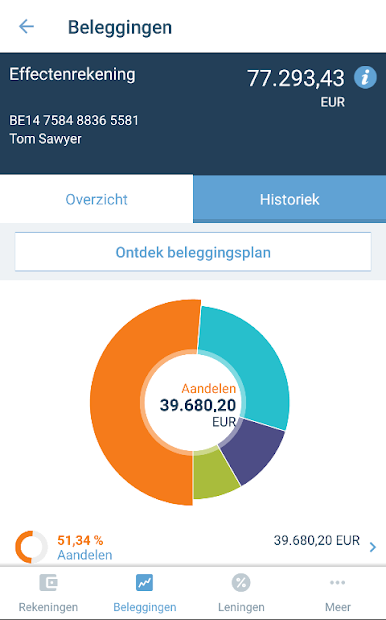 Beleggingen
Effectenrekening
77.293,43
EUR
BE14 7584 8836 5581
Tom Sawyer
Overzicht
Historiek
Ontdek beleggingsplan
Aandelen
39.680,20
EUR
51,34 %
39.680,20 EUR
Aandelen
Rekeningen
Beleggingen
Leningen
Meer